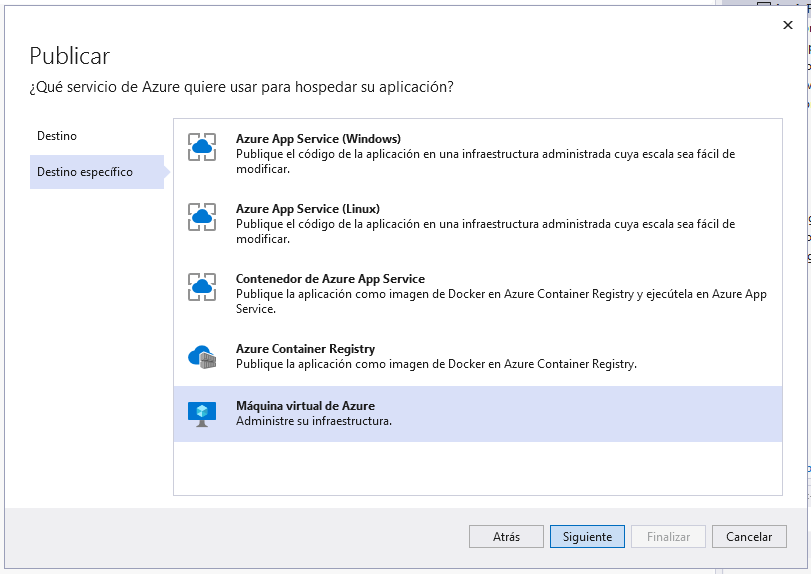 Publicar
¿Qué servicio de Azure quiere usar para hospedar su aplicación?
Destino
Destino específico
Azure App Service (Windows)
Publique el código de la aplicación en una infraestructura administrada cuya escala sea fácil de
modificar.
Azure App Service (Linux)
Publique el código de la aplicación en una infraestructura administrada cuya escala sea fácil de
modificar.
Contenedor de Azure App Service
Publique la aplicación como imagen de Docker en Azure Container Registry y ejecútela en Azure App
Service.
Azure Container Registry
Publique la aplicación como imagen de Docker en Azure Container Registry.
Máquina virtual de Azure
Administre su infraestructura.
Atrás
Siguiente
Finalizar
Cancelar